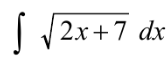 ∫ √(2x+7) dx